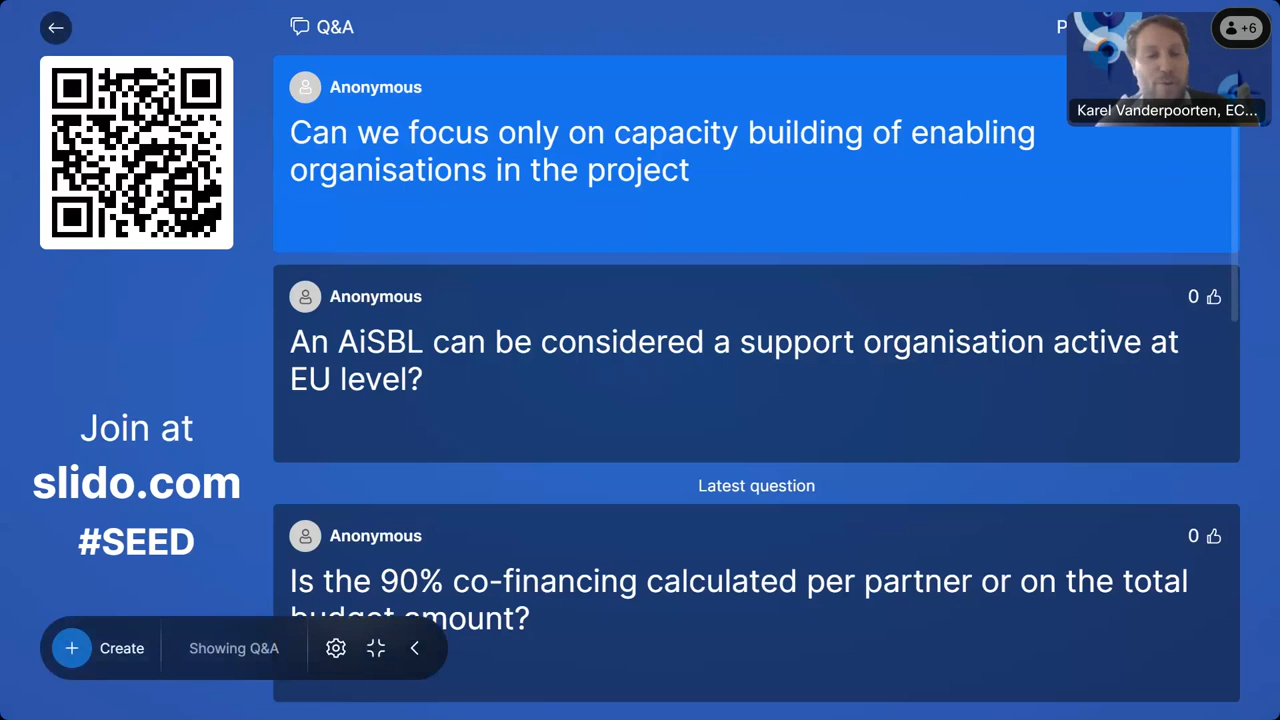 Q&A
P
+6
Karel Vanderpoorten, EC...
Anonymous
Can we focus only on capacity building of enabling
organisations in the project
Anonymous
0
An AiSBL can be considered a support organisation active at
EU level?
Latest question
Anonymous
0
Is the 90% co-financing calculated per partner or on the total
budget amount?
Join at
slido.com
#SEED
Create
Showing Q&A